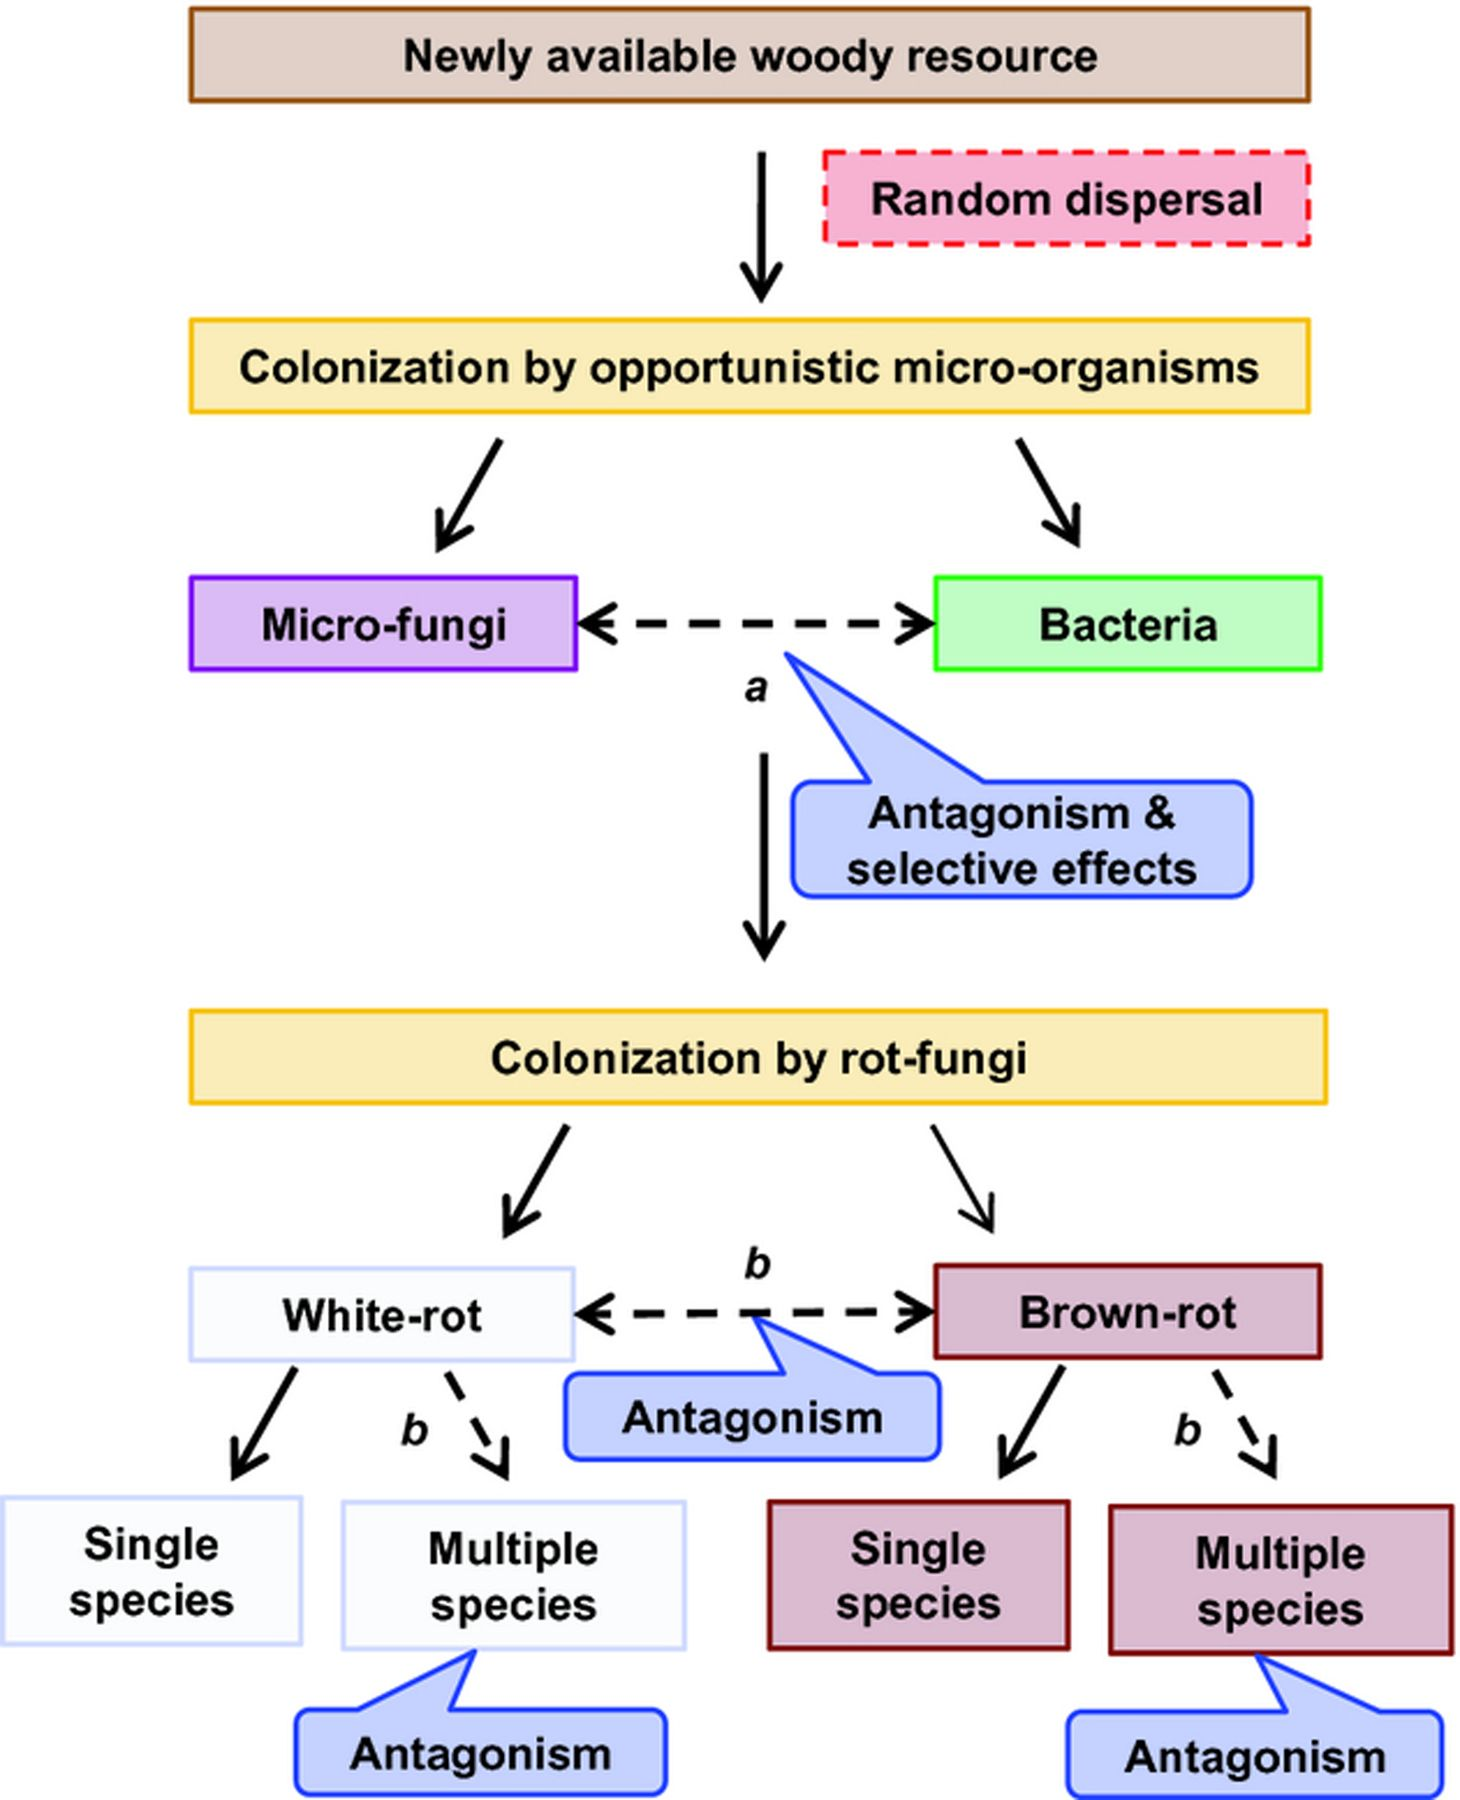 Newly available woody resource
Random dispersal
Colonization by opportunistic micro-organisms
Micro-fungi
Bacteria
a
Antagonism &
selective effects
Colonization by rot-fungi
b
White-rot
Brown-rot
Antagonism
b
b
Single
species
Multiple
species
Single
species
Multiple
species
Antagonism
Antagonism